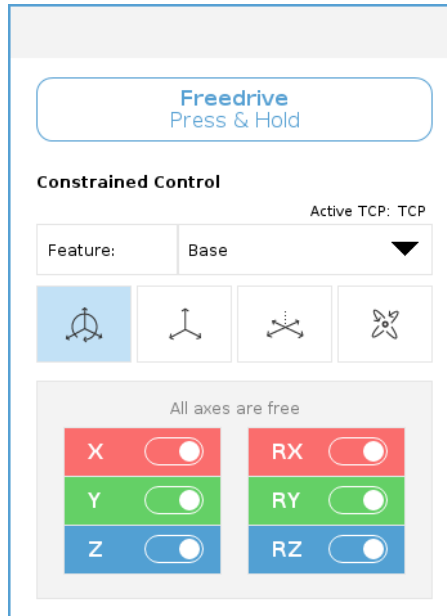 Freedrive
Press & Hold
Constrained Control
Active TCP: TCP
Feature: Base
All axes are free
X RX
Y RY
Z RZ